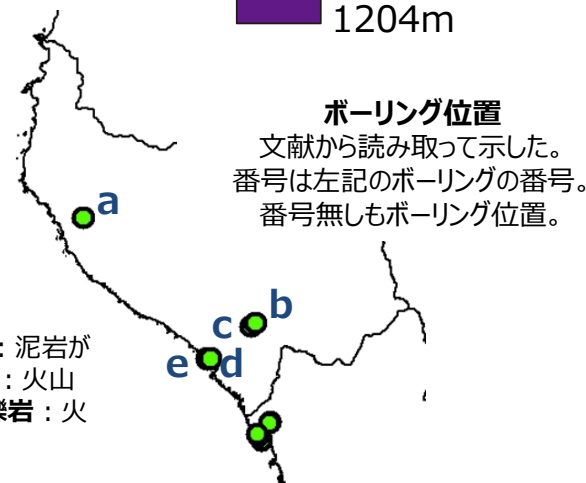 1204m
ボーリング位置
文献から読み取って示した。
番号は左記のボーリングの番号。
番号無しもボーリング位置。
a
b
c
e d
：泥岩が
：火山
岩：火